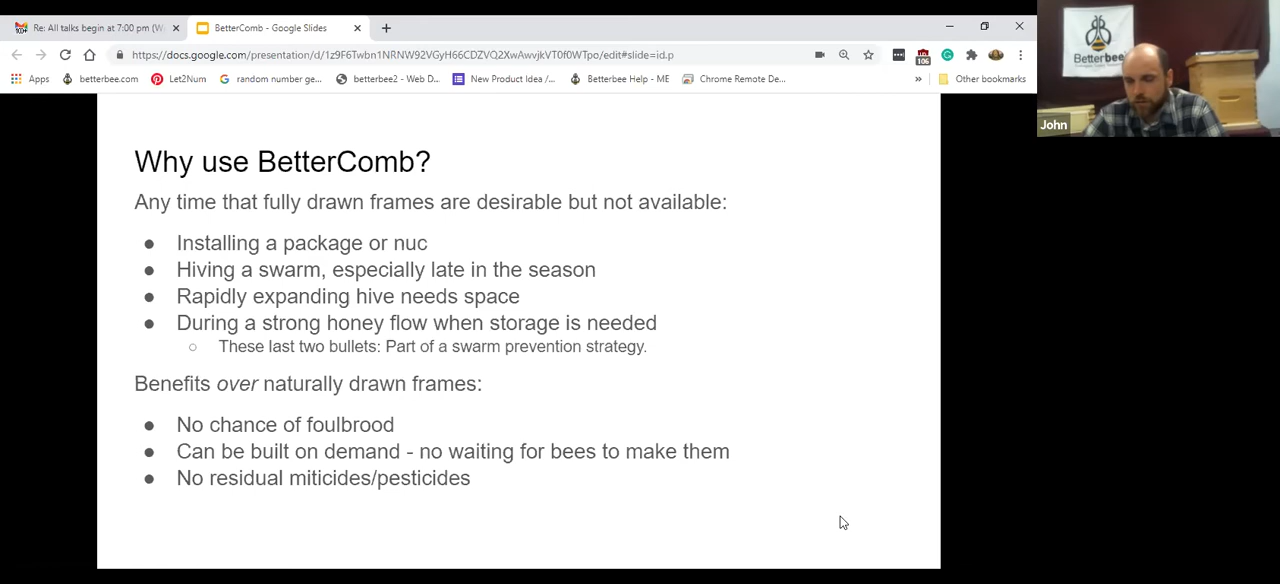 Re: All talks begin at 7:00 pm (W
BetterComb - Google Slides
https://docs.google.com/presentation/d/1z9F6Twbn1NRNW92VGyH66CDZVQ2XwAwvjkVT0f0WTpo/edit#slide=id.p
106
Apps
betterbee.com
Let2Num
random number ge...
betterbee2 - Web D...
New Product Idea /...
Betterbee Help - ME
Chrome Remote De...
»
Other bookmarks
Betterbee
John
Why use BetterComb?
Any time that fully drawn frames are desirable but not available:
● Installing a package or nuc
● Hiving a swarm, especially late in the season
● Rapidly expanding hive needs space
● During a strong honey flow when storage is needed
○ These last two bullets: Part of a swarm prevention strategy.
Benefits over naturally drawn frames:
● No chance of foulbrood
● Can be built on demand - no waiting for bees to make them
● No residual miticides/pesticides